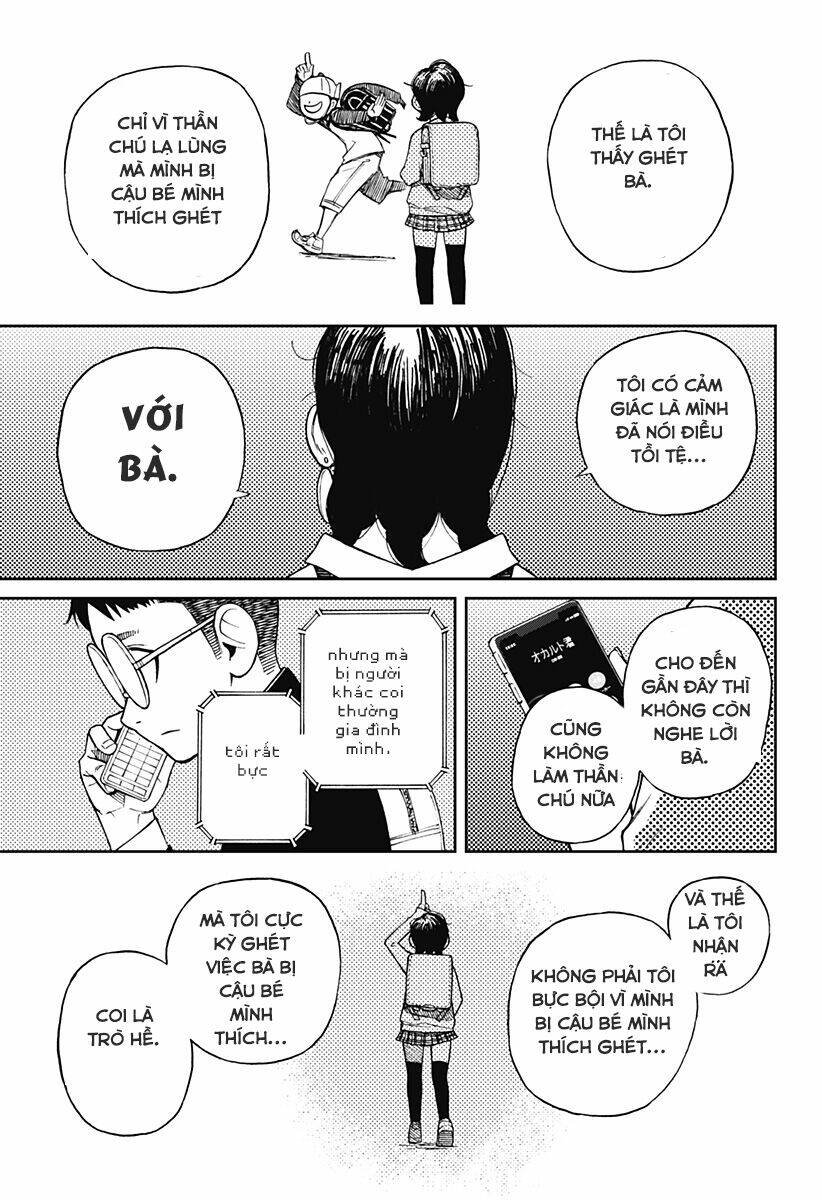 THẾ LÀ TÔI
THẤY GHÉT
BÀ.
CHỈ VÌ THẦN
CHÚ LẠ LÙNG
MÀ MÌNH BỊ
CẬU BÉ MÌNH
THÍCH GHÉT
TÔI CÓ CẢM
GIÁC LÀ MÌNH
ĐÃ NÓI ĐIỀU
TỒI TỆ...
VỚI
BÀ.
CHO ĐẾN
GẦN ĐÂY THÌ
KHÔNG CÒN
NGHE LỜI
BÀ.
オカルト
CŨNG
KHÔNG
LÀM THẦN
CHÚ NỮA
nhưng mà
bị người
khác coi
thường
gia đình
mình.
tôi rất
bực
VÀ THẾ
LÀ TÔI
NHẬN
RÄ
KHÔNG PHẢI TÔI
BỰC BỘI VÌ MÌNH
BỊ CẬU BÉ MÌNH
THÍCH GHÉT...
MÀ TÔI CỰC
KỲ GHÉT
VIỆC BÀ BỊ
CẬU BÉ
MÌNH
THÍCH...
COI LÀ
TRÒ HỀ.